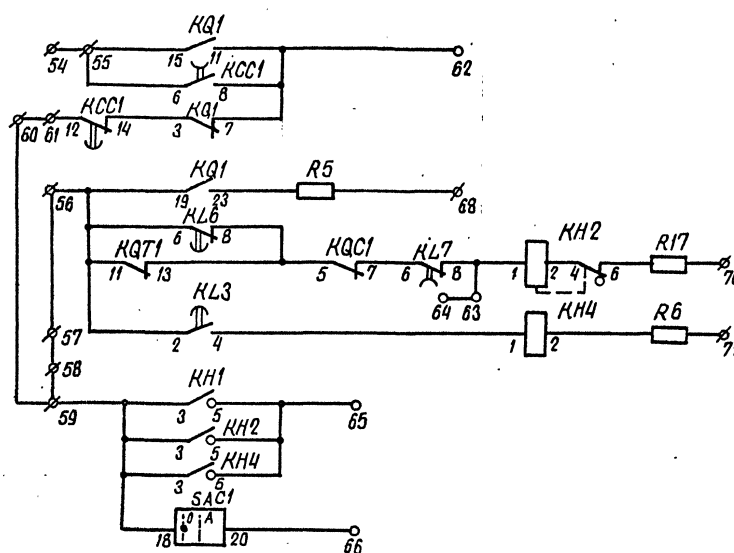 KQ1
54 55 15 11 62
KCC1
6 8
KCC1 KQ1
60 61 12 14 3 7
KQ1 R5
56 19 23 68
KL6
6 8 KH2
KQT1 KQC1 KL7 R17
11 13 5 7 6 8 1 2 4 6 70
64 63
KL3 KH4 R6
57 2 4 1 2
58
KH1
59 3 5 65
KH2
3 5
KH4
3 6
SAC1
O A
18 20 66